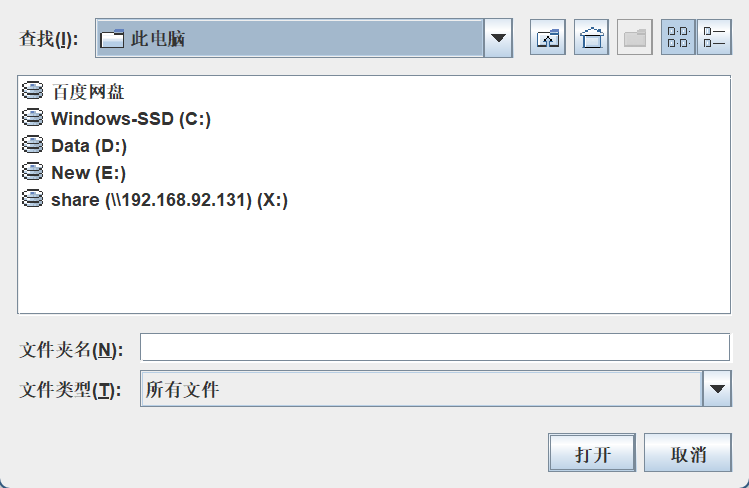 查找(I):
此电脑
百度网盘
Windows-SSD (C:)
Data (D:)
New (E:)
share (\\192.168.92.131) (X:)
文件夹名(N):
文件类型(T):
所有文件
打开
取消